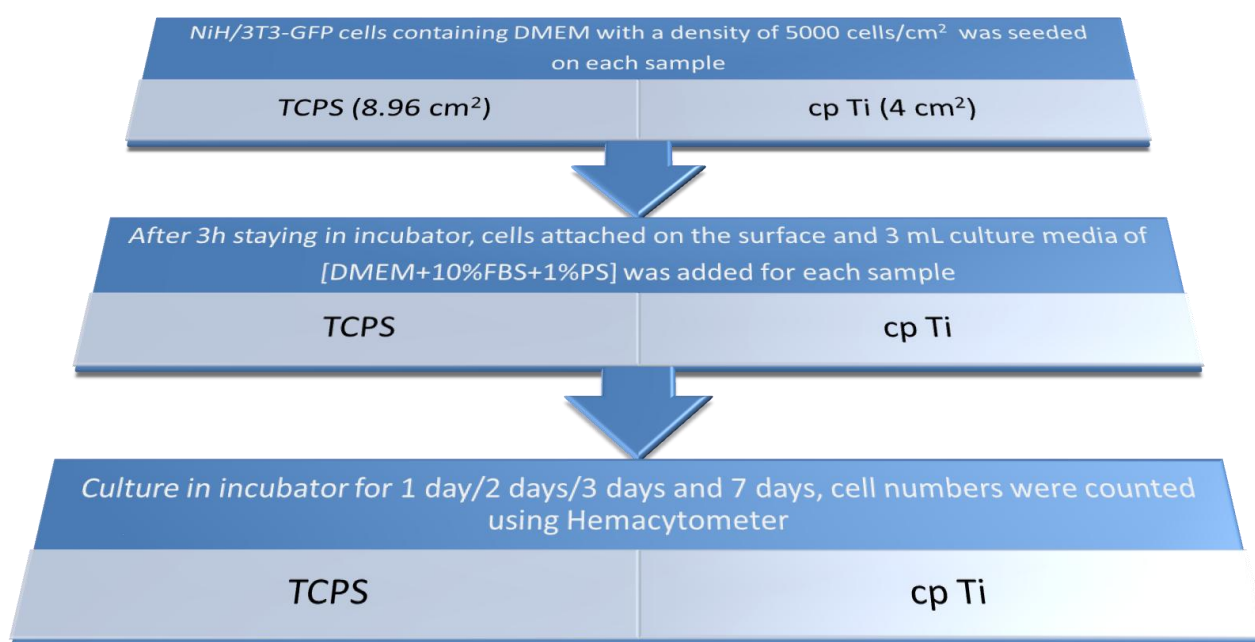 NiH/3T3-GFP cells containing DMEM with a density of 5000 cells/cm² was seeded
on each sample
TCPS (8.96 cm²)
cp Ti (4 cm²)
After 3h staying in incubator, cells attached on the surface and 3 mL culture media of
[DMEM+10%FBS+1%PS] was added for each sample
TCPS
cp Ti
Culture in incubator for 1 day/2 days/3 days and 7 days, cell numbers were counted
using Hemacytometer
TCPS
cp Ti